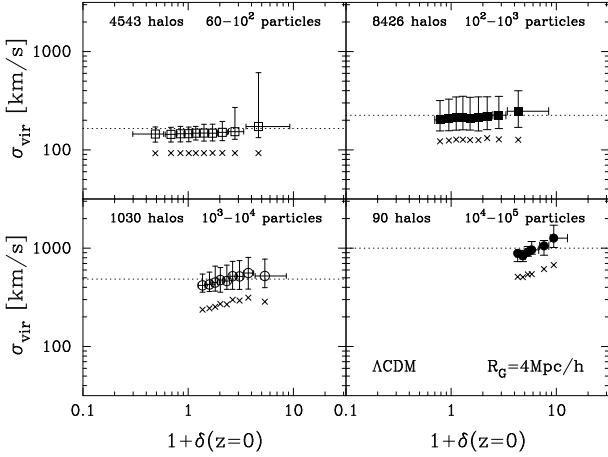 4543 halos 60−10² particles
8426 halos 10²−10³ particles
1000
100
σvir [km/s]
1030 halos 10³−10⁴ particles
90 halos 10⁴−10⁵ particles
1000
100
σvir [km/s]
ΛCDM R_G=4Mpc/h
0.1 1 10 0.1 1 10
1+δ(z=0) 1+δ(z=0)